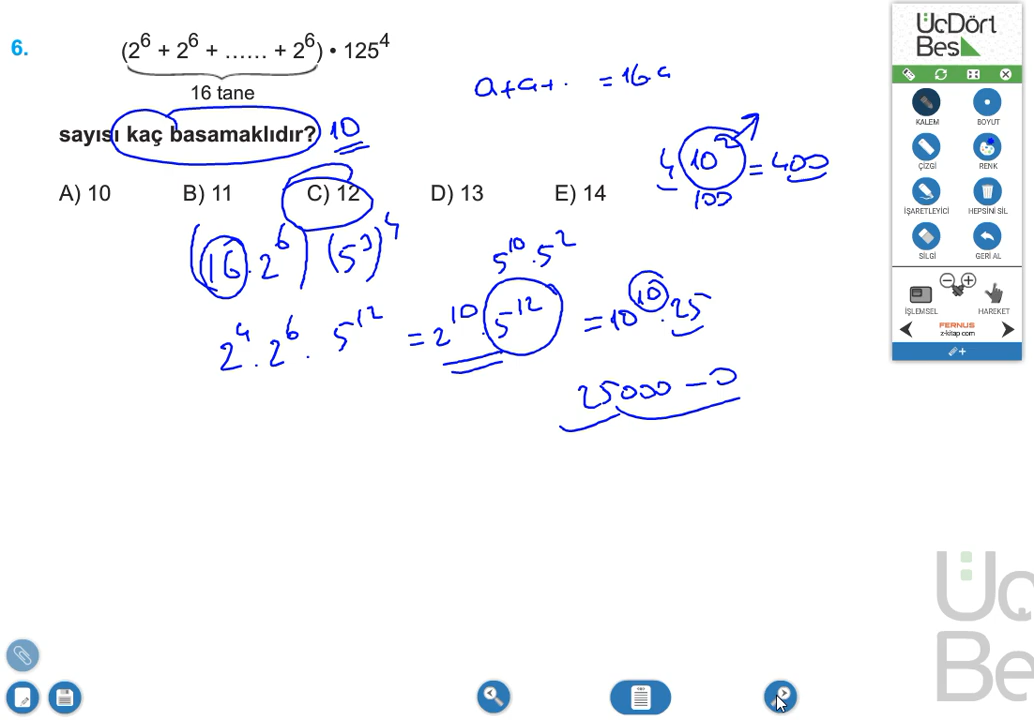 6.
(2⁶ + 2⁶ + ...... + 2⁶) • 125⁴
16 tane
sayısı kaç basamaklıdır? 10
A) 10 B) 11 C) 12 D) 13 E) 14
a+a+. = 16a
4 10² = 400
100
(16·2⁶) (5³)⁴
5¹⁰·5²
2⁴·2⁶·5¹² = 2¹⁰·5¹² = 10¹⁰·25
25000–0
ÜçDört
Beş
KALEM BOYUT
ÇİZGİ RENK
İŞARETLEYİCİ HEPSİNİ SİL
SİLGİ GERİ AL
İŞLEMSEL HAREKET
FERNUS
z-kitap.com
Üç
Be